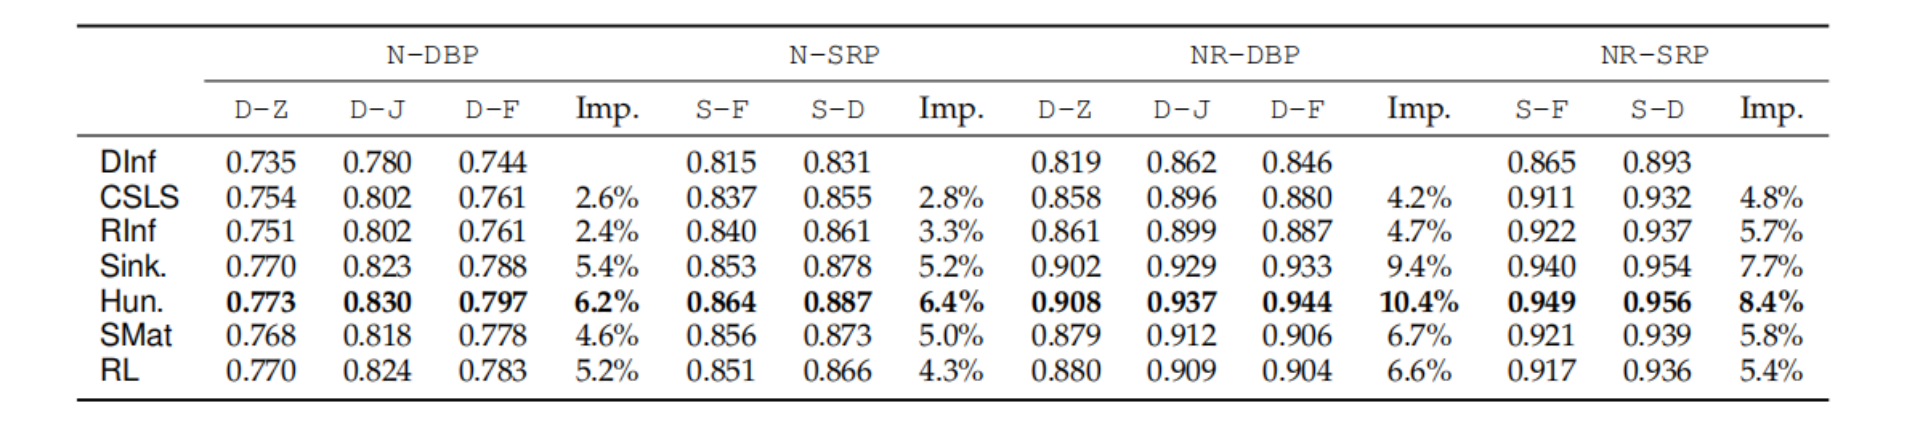 N-DBP N-SRP NR-DBP NR-SRP
D-Z D-J D-F Imp. S-F S-D Imp. D-Z D-J D-F Imp. S-F S-D Imp.
DInf 0.735 0.780 0.744 0.815 0.831 0.819 0.862 0.846 0.865 0.893
CSLS 0.754 0.802 0.761 2.6% 0.837 0.855 2.8% 0.858 0.896 0.880 4.2% 0.911 0.932 4.8%
RInf 0.751 0.802 0.761 2.4% 0.840 0.861 3.3% 0.861 0.899 0.887 4.7% 0.922 0.937 5.7%
Sink. 0.770 0.823 0.788 5.4% 0.853 0.878 5.2% 0.902 0.929 0.933 9.4% 0.940 0.954 7.7%
Hun. 0.773 0.830 0.797 6.2% 0.864 0.887 6.4% 0.908 0.937 0.944 10.4% 0.949 0.956 8.4%
SMat 0.768 0.818 0.778 4.6% 0.856 0.873 5.0% 0.879 0.912 0.906 6.7% 0.921 0.939 5.8%
RL 0.770 0.824 0.783 5.2% 0.851 0.866 4.3% 0.880 0.909 0.904 6.6% 0.917 0.936 5.4%